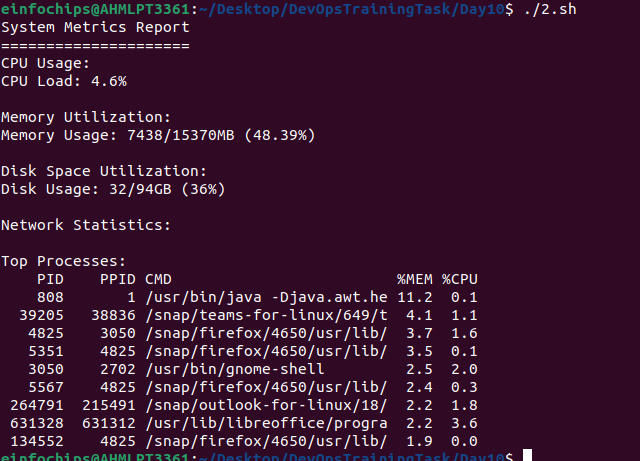 einfochips@AHMLPT3361:~/Desktop/DevOpsTrainingTask/Day10$ ./2.sh
System Metrics Report
=====================
CPU Usage:
CPU Load: 4.6%

Memory Utilization:
Memory Usage: 7438/15370MB (48.39%)

Disk Space Utilization:
Disk Usage: 32/94GB (36%)

Network Statistics:

Top Processes:
    PID    PPID CMD                         %MEM %CPU
    808       1 /usr/bin/java -Djava.awt.he 11.2  0.1
  39205   38836 /snap/teams-for-linux/649/t  4.1  1.1
   4825    3050 /snap/firefox/4650/usr/lib/  3.7  1.6
   5351    4825 /snap/firefox/4650/usr/lib/  3.5  0.1
   3050    2702 /usr/bin/gnome-shell         2.5  2.0
   5567    4825 /snap/firefox/4650/usr/lib/  2.4  0.3
 264791  215491 /snap/outlook-for-linux/18/  2.2  1.8
 631328  631312 /usr/lib/libreoffice/progra  2.2  3.6
 134552    4825 /snap/firefox/4650/usr/lib/  1.9  0.0
einfochips@AHMLPT3361:~/Desktop/DevOpsTrainingTask/Day10$